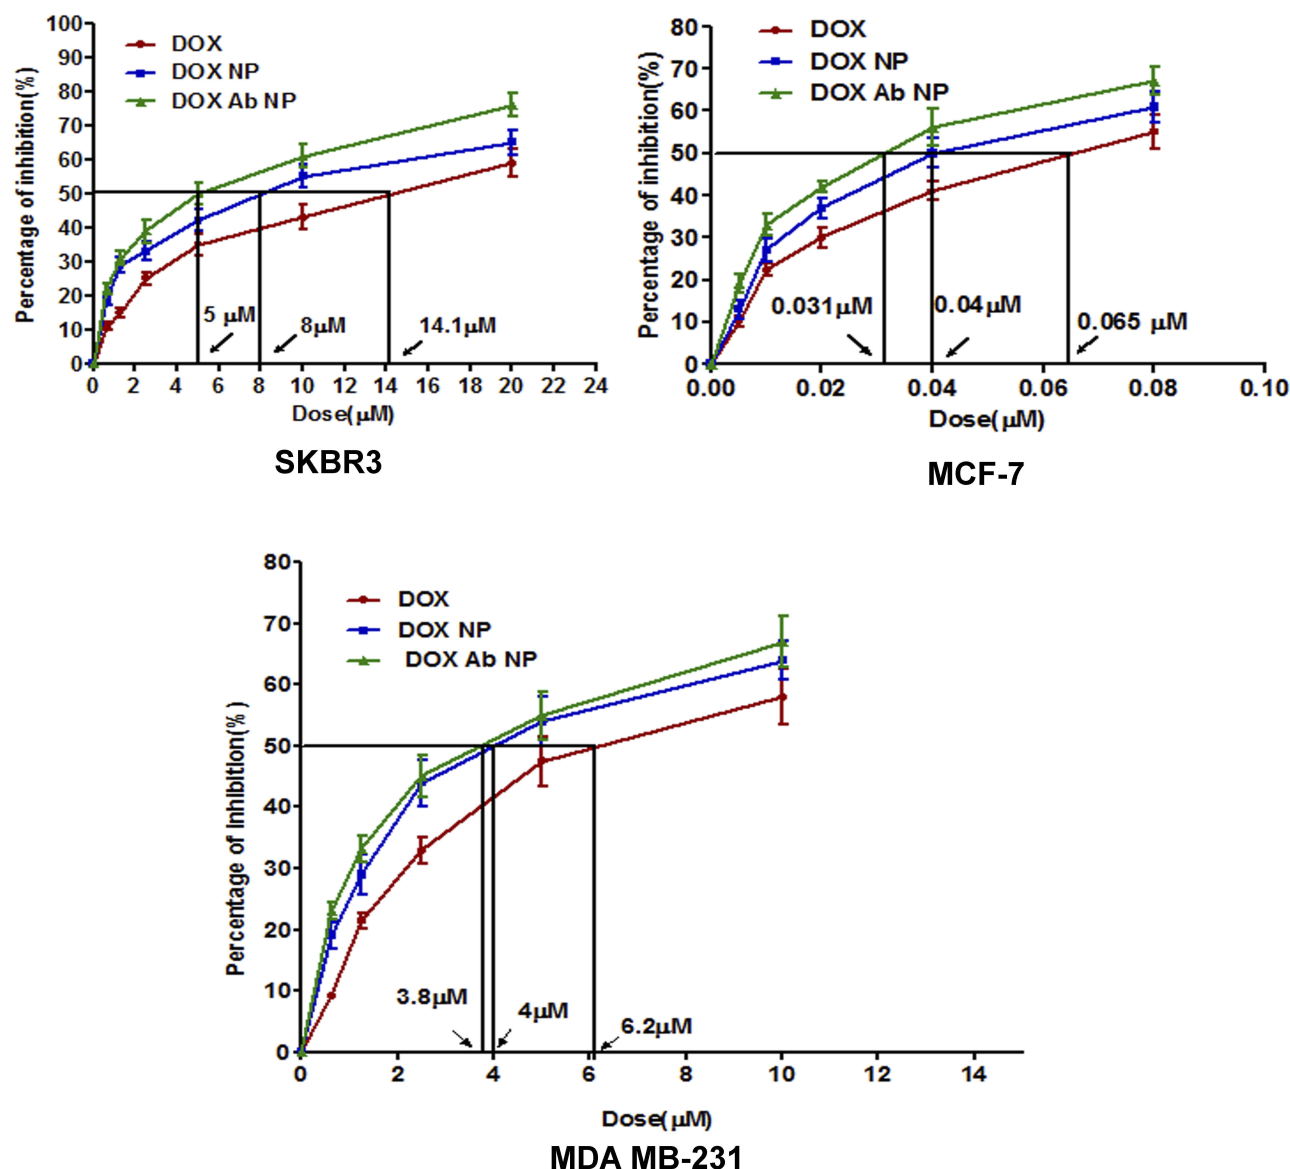 100
90
80
70
60
50
40
30
20
10
0
Percentage of inhibition(%)
DOX
DOX NP
DOX Ab NP
5 µM
8µM
14.1µM
0 2 4 6 8 10 12 14 16 18 20 22 24
Dose(µM)
SKBR3
80
70
60
50
40
30
20
10
0
Percentage of inhibition(%)
DOX
DOX NP
DOX Ab NP
0.031µM
0.04µM
0.065 µM
0.00 0.02 0.04 0.06 0.08 0.10
Dose(µM)
MCF-7
80
70
60
50
40
30
20
10
0
Percentage of Inhibition(%)
DOX
DOX NP
DOX Ab NP
3.8µM
4µM
6.2µM
0 2 4 6 8 10 12 14
Dose(µM)
MDA MB-231